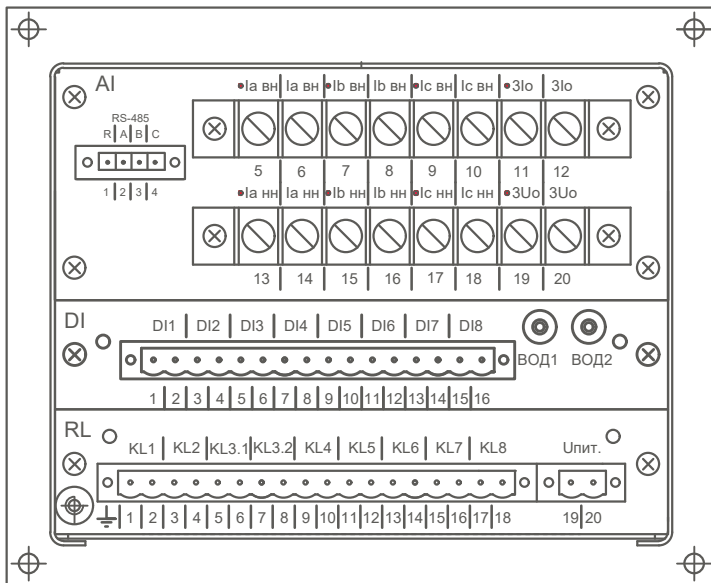 AI
•Ia вн Ia вн •Ib вн Ib вн •Ic вн Ic вн •3Io 3Io
RS-485
R A B C
1 2 3 4
5 6 7 8 9 10 11 12
•Ia нн Ia нн •Ib нн Ib нн •Ic нн Ic нн •3Uo 3Uo
13 14 15 16 17 18 19 20
DI
DI1 DI2 DI3 DI4 DI5 DI6 DI7 DI8
ВОД1 ВОД2
1 2 3 4 5 6 7 8 9 10 11 12 13 14 15 16
RL
KL1 KL2 KL3.1 KL3.2 KL4 KL5 KL6 KL7 KL8 Uпит.
1 2 3 4 5 6 7 8 9 10 11 12 13 14 15 16 17 18 19 20